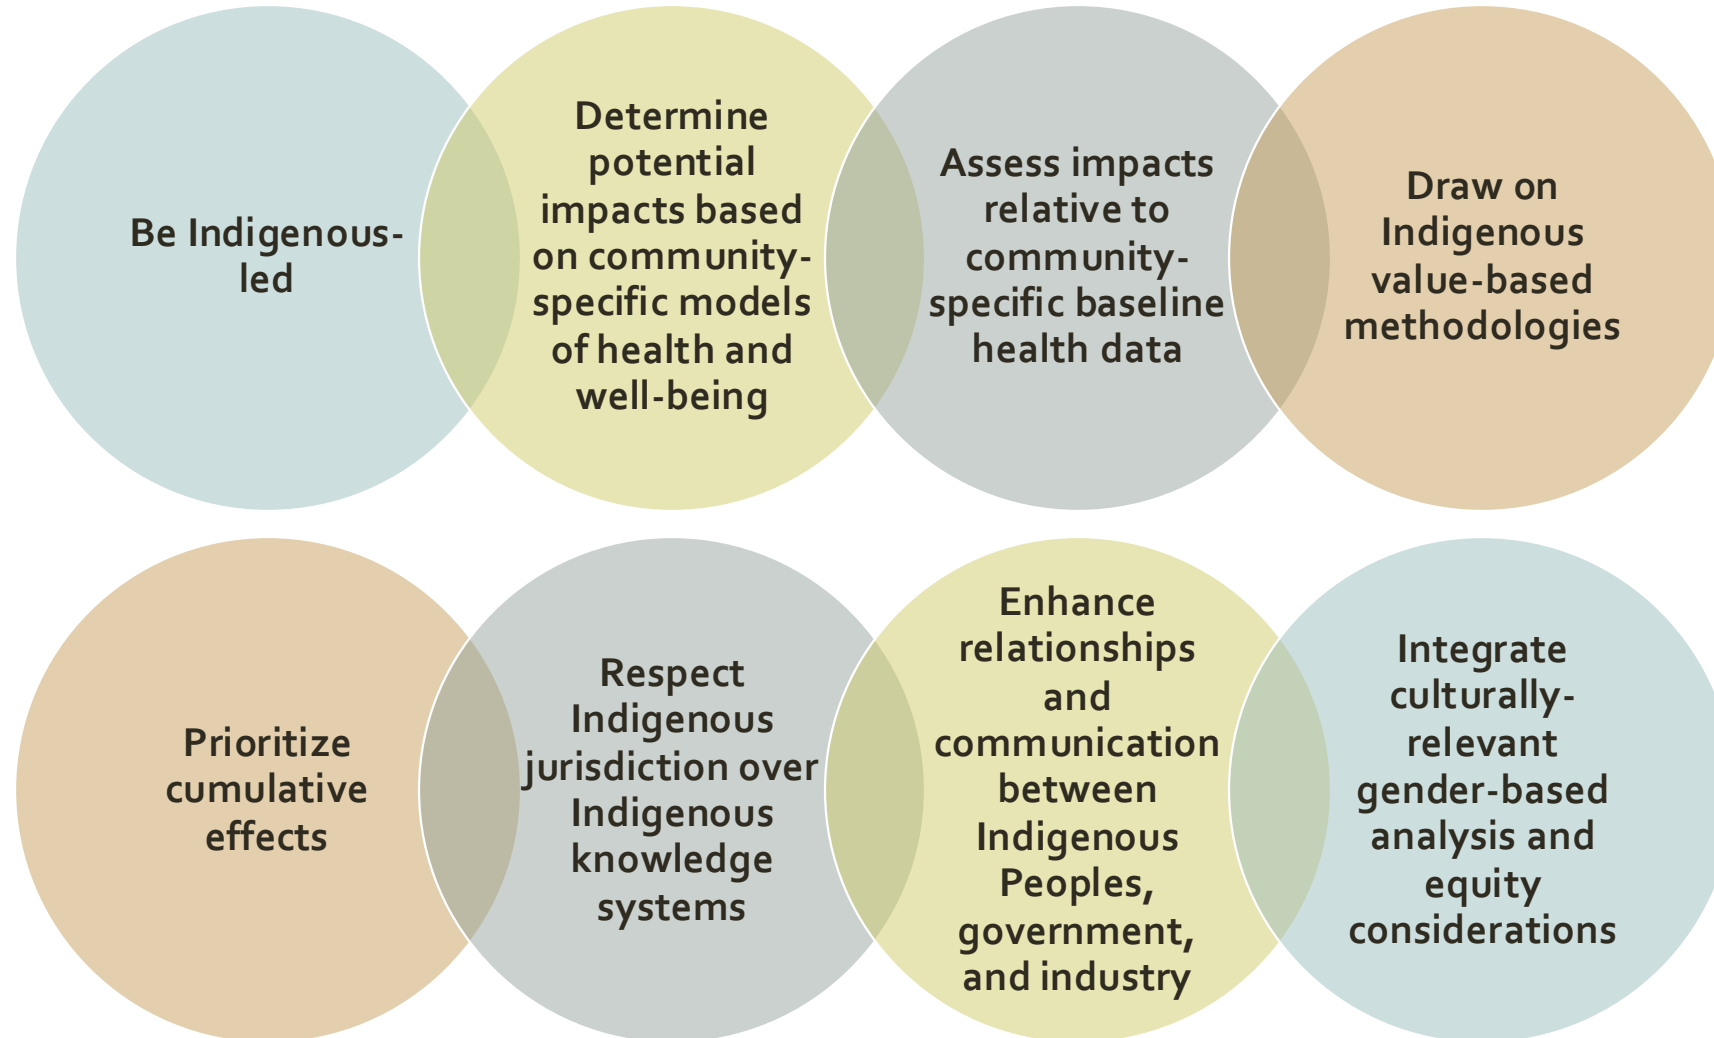 Be Indigenous-
led
Determine
potential
impacts based
on community-
specific models
of health and
well-being
Assess impacts
relative to
community-
specific baseline
health data
Draw on
Indigenous
value-based
methodologies
Prioritize
cumulative
effects
Respect
Indigenous
jurisdiction over
Indigenous
knowledge
systems
Enhance
relationships
and
communication
between
Indigenous
Peoples,
government,
and industry
Integrate
culturally-
relevant
gender-based
analysis and
equity
considerations